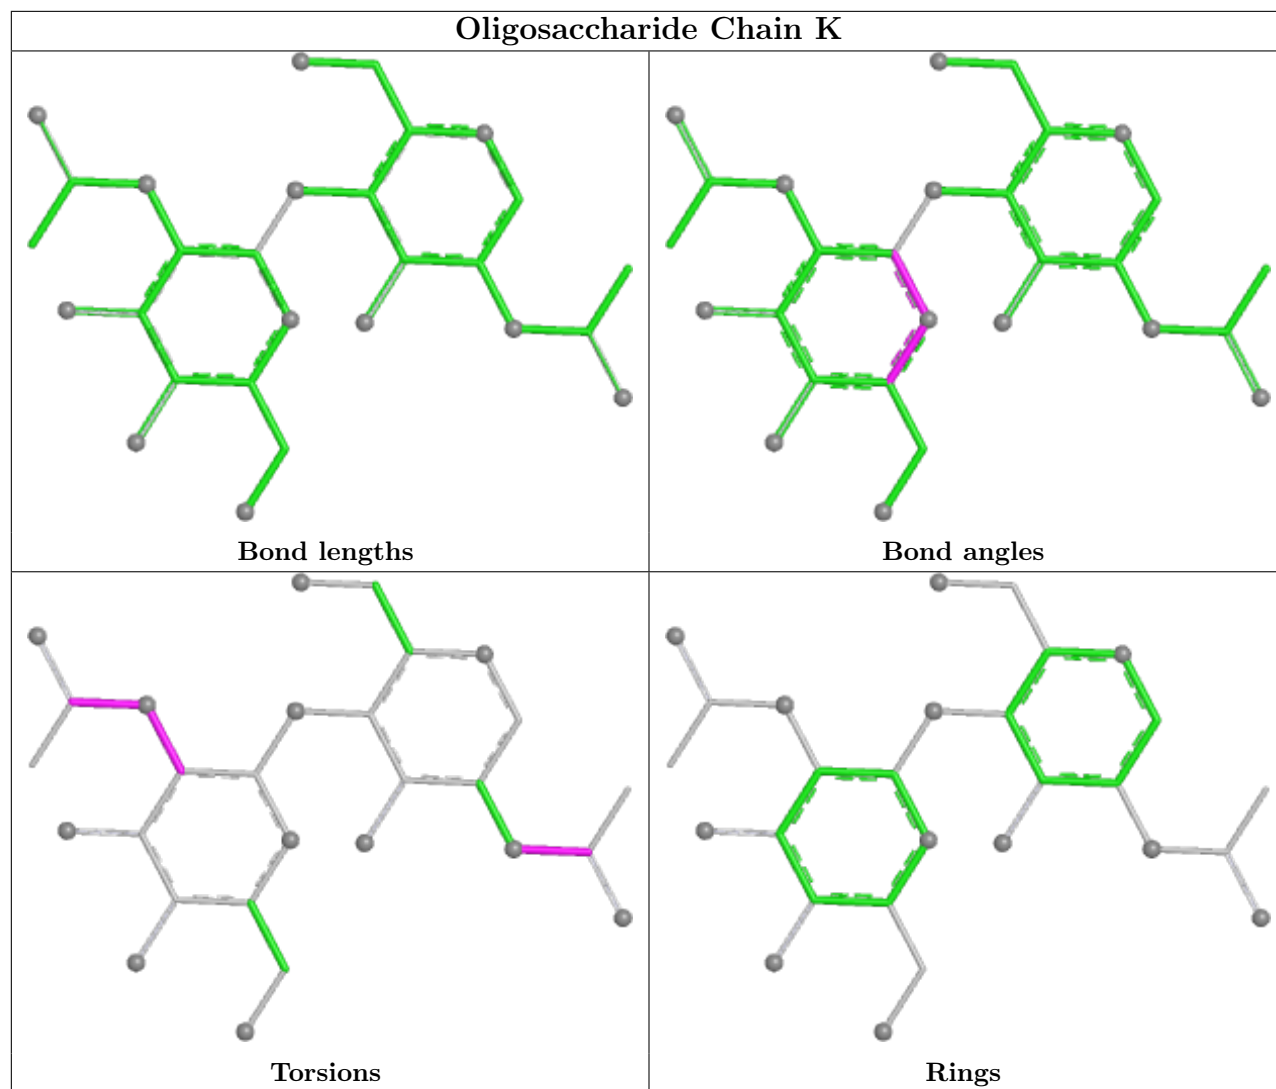 Oligosaccharide Chain K
Bond lengths
Bond angles
Torsions
Rings